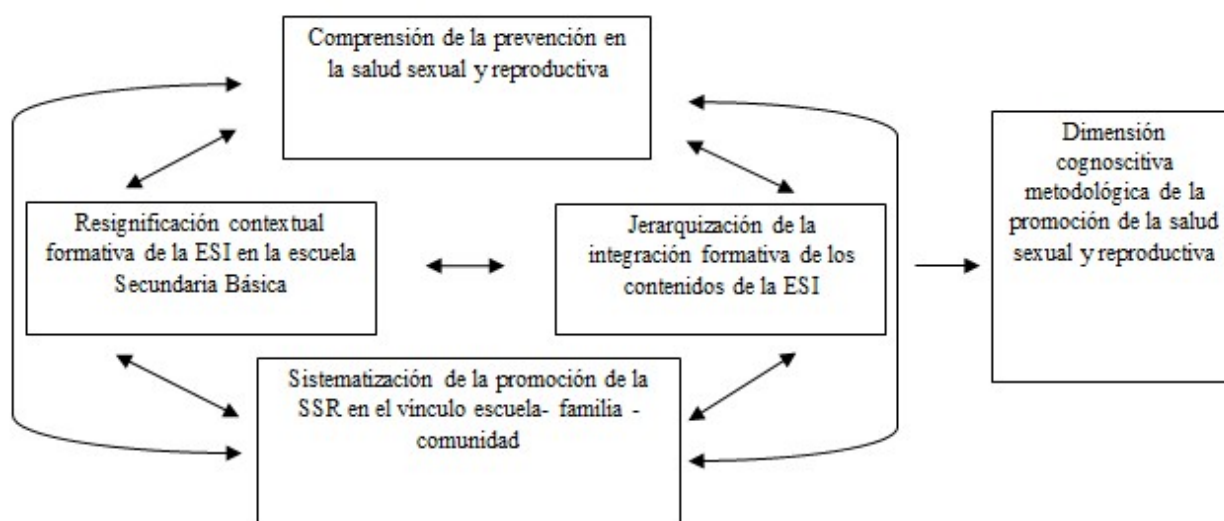 Comprensión de la prevención en
la salud sexual y reproductiva
Resignificación contextual
formativa de la ESI en la escuela
Secundaria Básica
Jerarquización de la
integración formativa de los
contenidos de la ESI
Sistematización de la promoción de la
SSR en el vínculo escuela- familia -
comunidad
Dimensión
cognoscitiva
metodológica de la
promoción de la salud
sexual y reproductiva